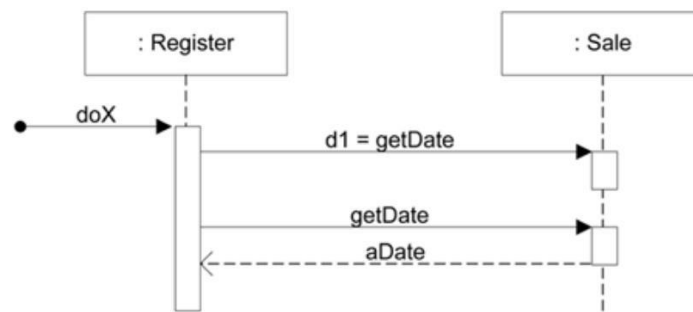 : Register
: Sale
doX
d1 = getDate
getDate
aDate